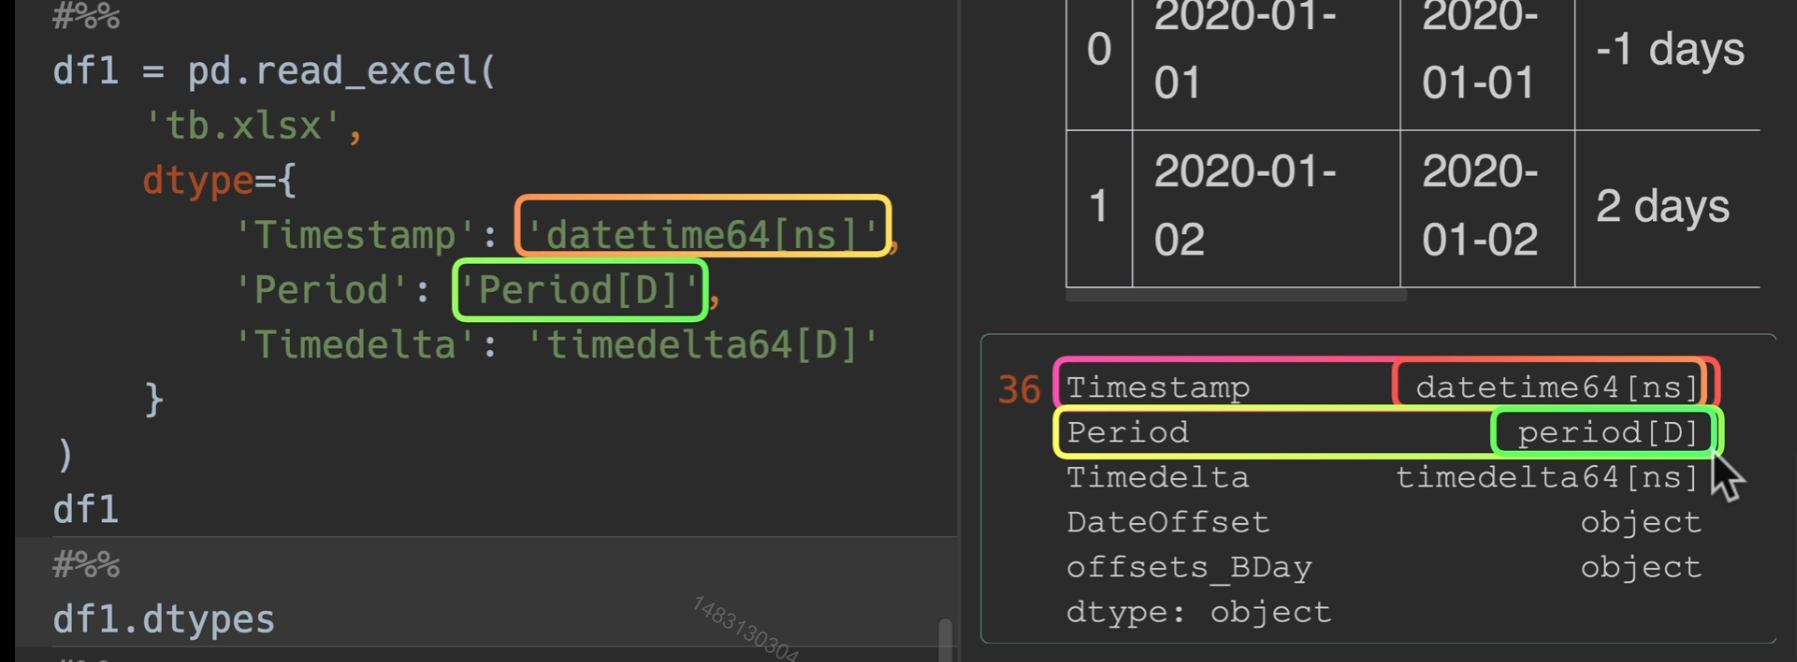 #%%
df1 = pd.read_excel(
'tb.xlsx',
dtype={
'Timestamp': 'datetime64[ns]',
'Period': 'Period[D]',
'Timedelta': 'timedelta64[D]'
}
)
df1
#%%
df1.dtypes
0 2020-01-01 2020-01-01 -1 days
1 2020-01-02 2020-01-02 2 days
36 Timestamp datetime64[ns]
Period period[D]
Timedelta timedelta64[ns]
DateOffset object
offsets_BDay object
dtype: object
1483130304